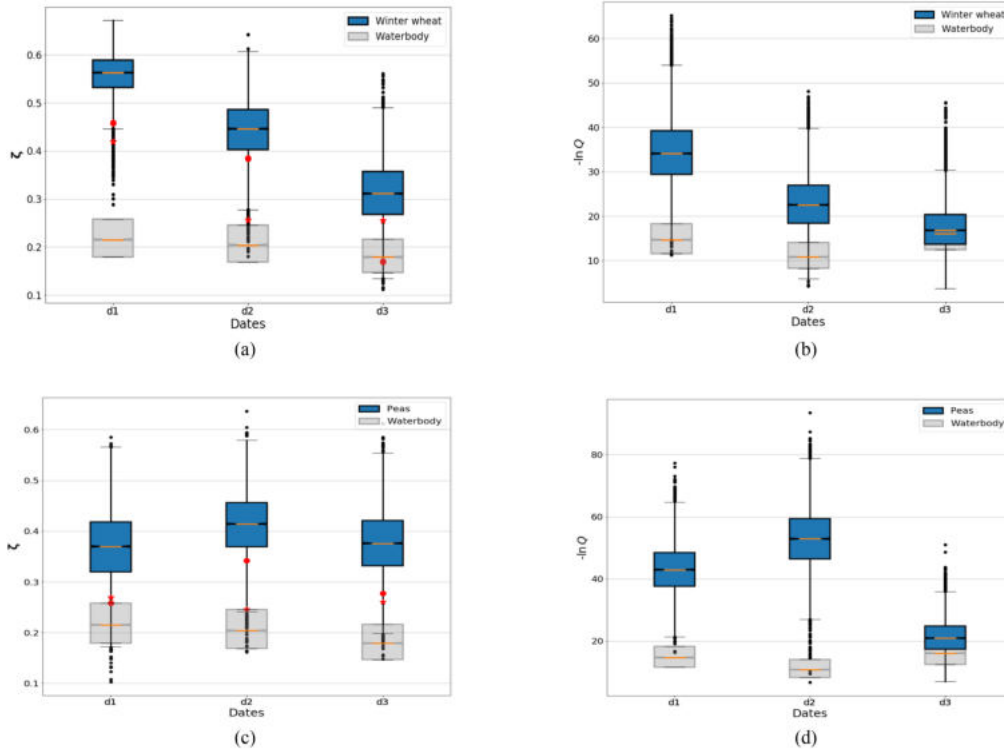 Winter wheat
Waterbody
0.6
0.5
0.4
0.3
0.2
0.1
ζ
d1 d2 d3
Dates
(a)
Winter wheat
Waterbody
60
50
40
30
20
10
-ln Q
d1 d2 d3
Dates
(b)
Peas
Waterbody
0.6
0.5
0.4
0.3
0.2
0.1
ζ
d1 d2 d3
Dates
(c)
Peas
Waterbody
80
60
40
20
-ln Q
d1 d2 d3
Dates
(d)